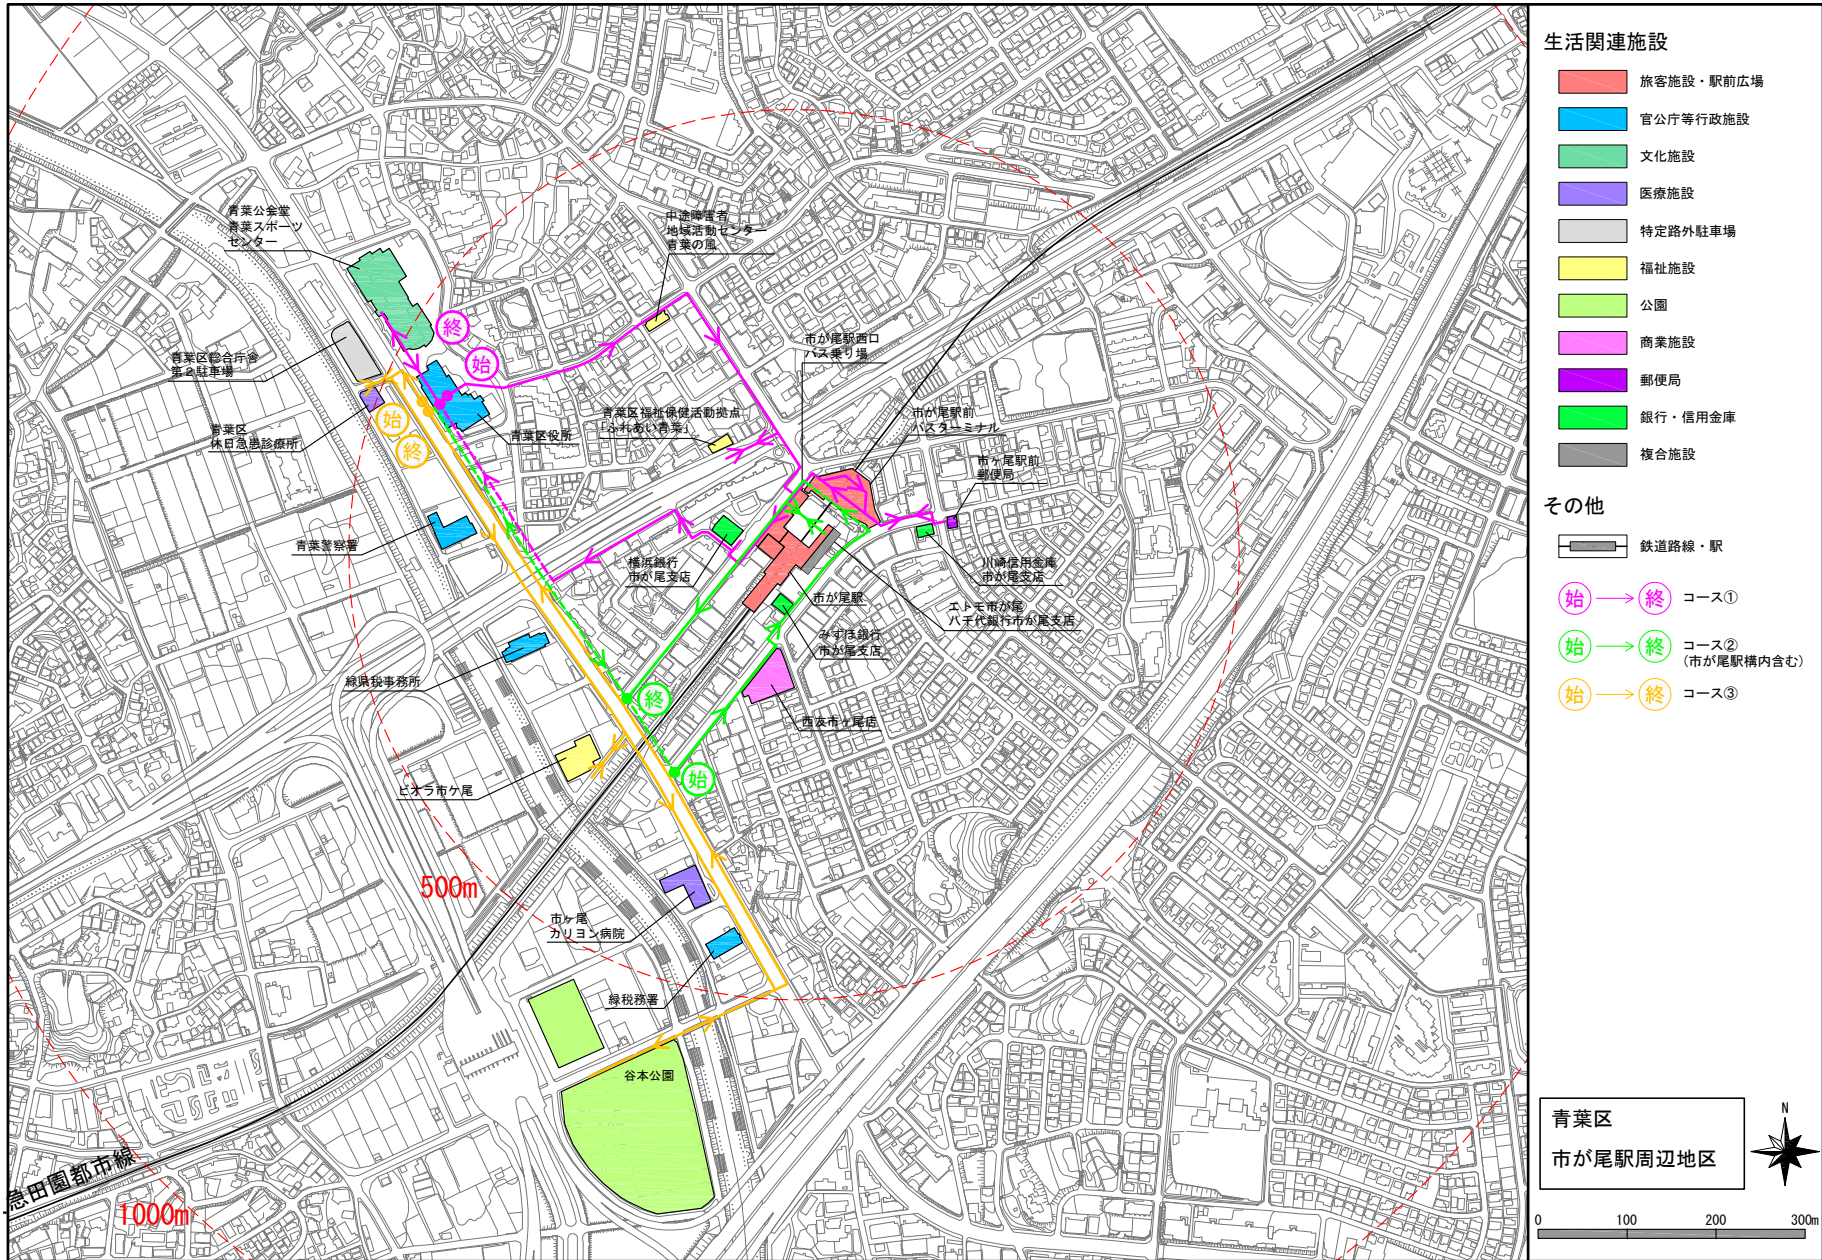 青葉公会堂
青葉スポーツ
センター
中途障害者
地域活動センター
青葉の風
青葉区総合庁舎
第2駐車場
青葉区
休日急患診療所
終
始
始
終
青葉区役所
青葉区福祉保健活動拠点
「ふれあい青葉」
市が尾駅西口
バス乗り場
市が尾駅前
バスターミナル
市ヶ尾駅前
郵便局
青葉警察署
横浜銀行
市が尾支店
川崎信用金庫
市が尾支店
市が尾駅
エトモ市が尾
八千代銀行市が尾支店
みずほ銀行
市が尾支店
緑県税事務所
終
西友市ヶ尾店
始
ビオラ市ケ尾
500m
市ヶ尾
カリヨン病院
緑税務署
谷本公園
急田園都市線
1000m
生活関連施設
旅客施設・駅前広場
官公庁等行政施設
文化施設
医療施設
特定路外駐車場
福祉施設
公園
商業施設
郵便局
銀行・信用金庫
複合施設
その他
鉄道路線・駅
始 終 コース①
始 終 コース②
(市が尾駅構内含む)
始 終 コース③
青葉区
市が尾駅周辺地区
N
0 100 200 300m